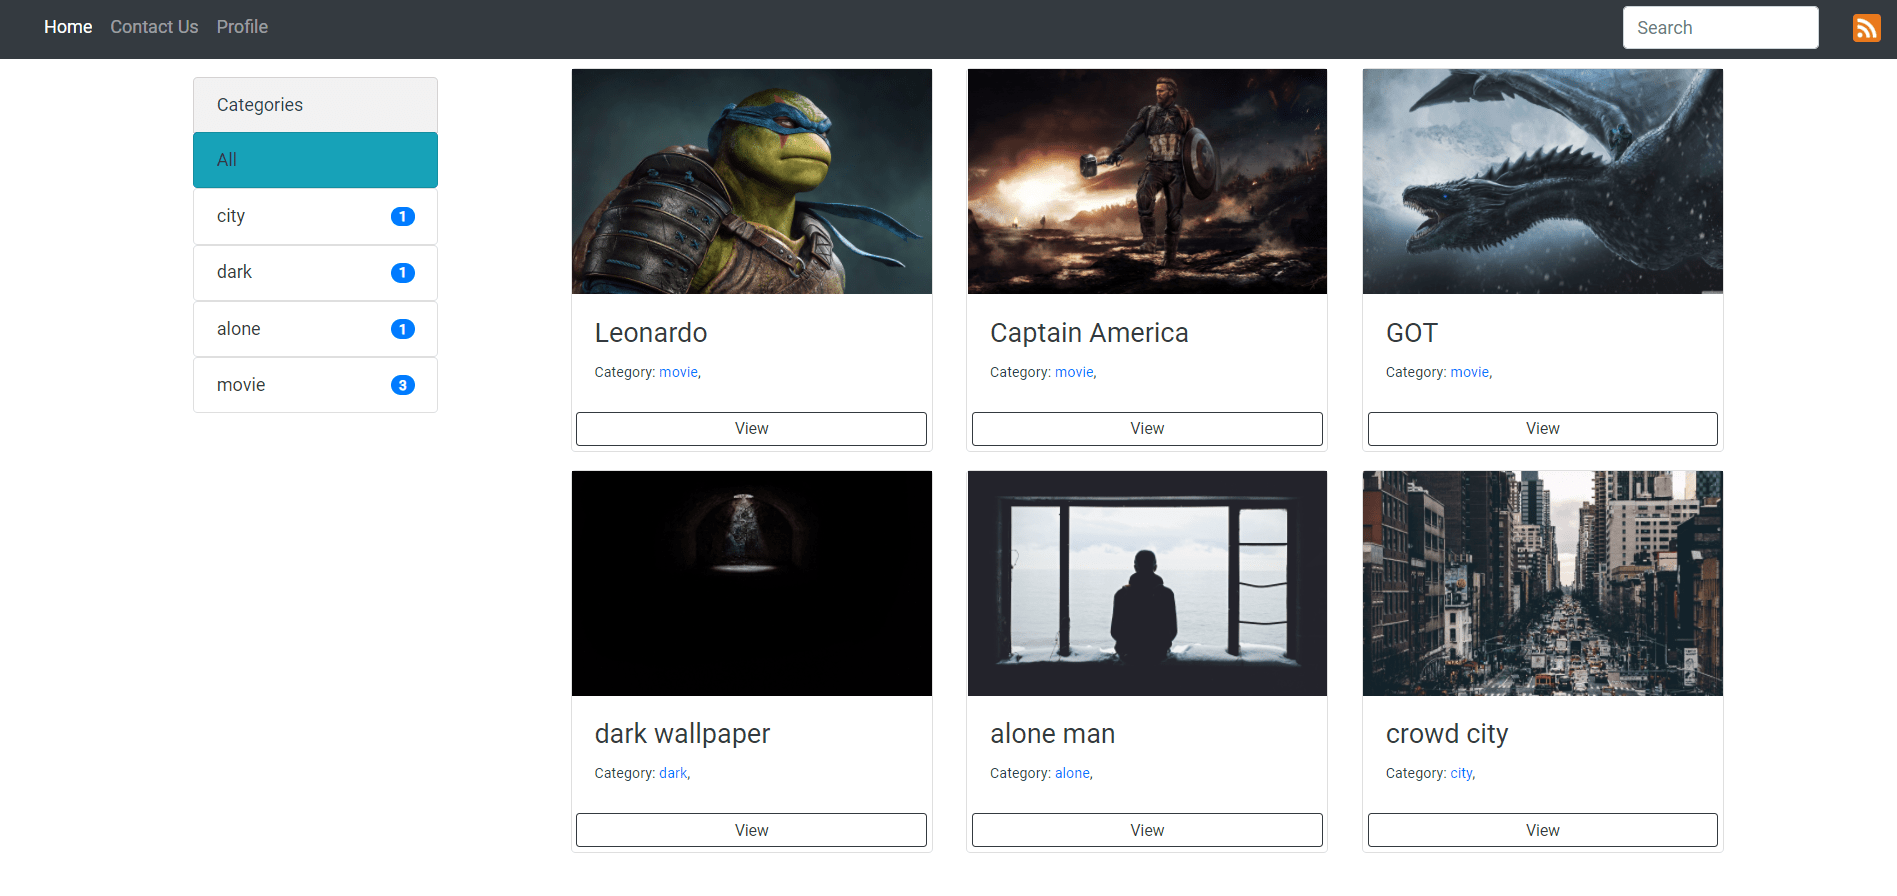 Home Contact Us Profile Search
Categories
All
city 1
dark 1
alone 1
movie 3
Leonardo
Category: movie,
View
Captain America
Category: movie,
View
GOT
Category: movie,
View
dark wallpaper
Category: dark,
View
alone man
Category: alone,
View
crowd city
Category: city,
View